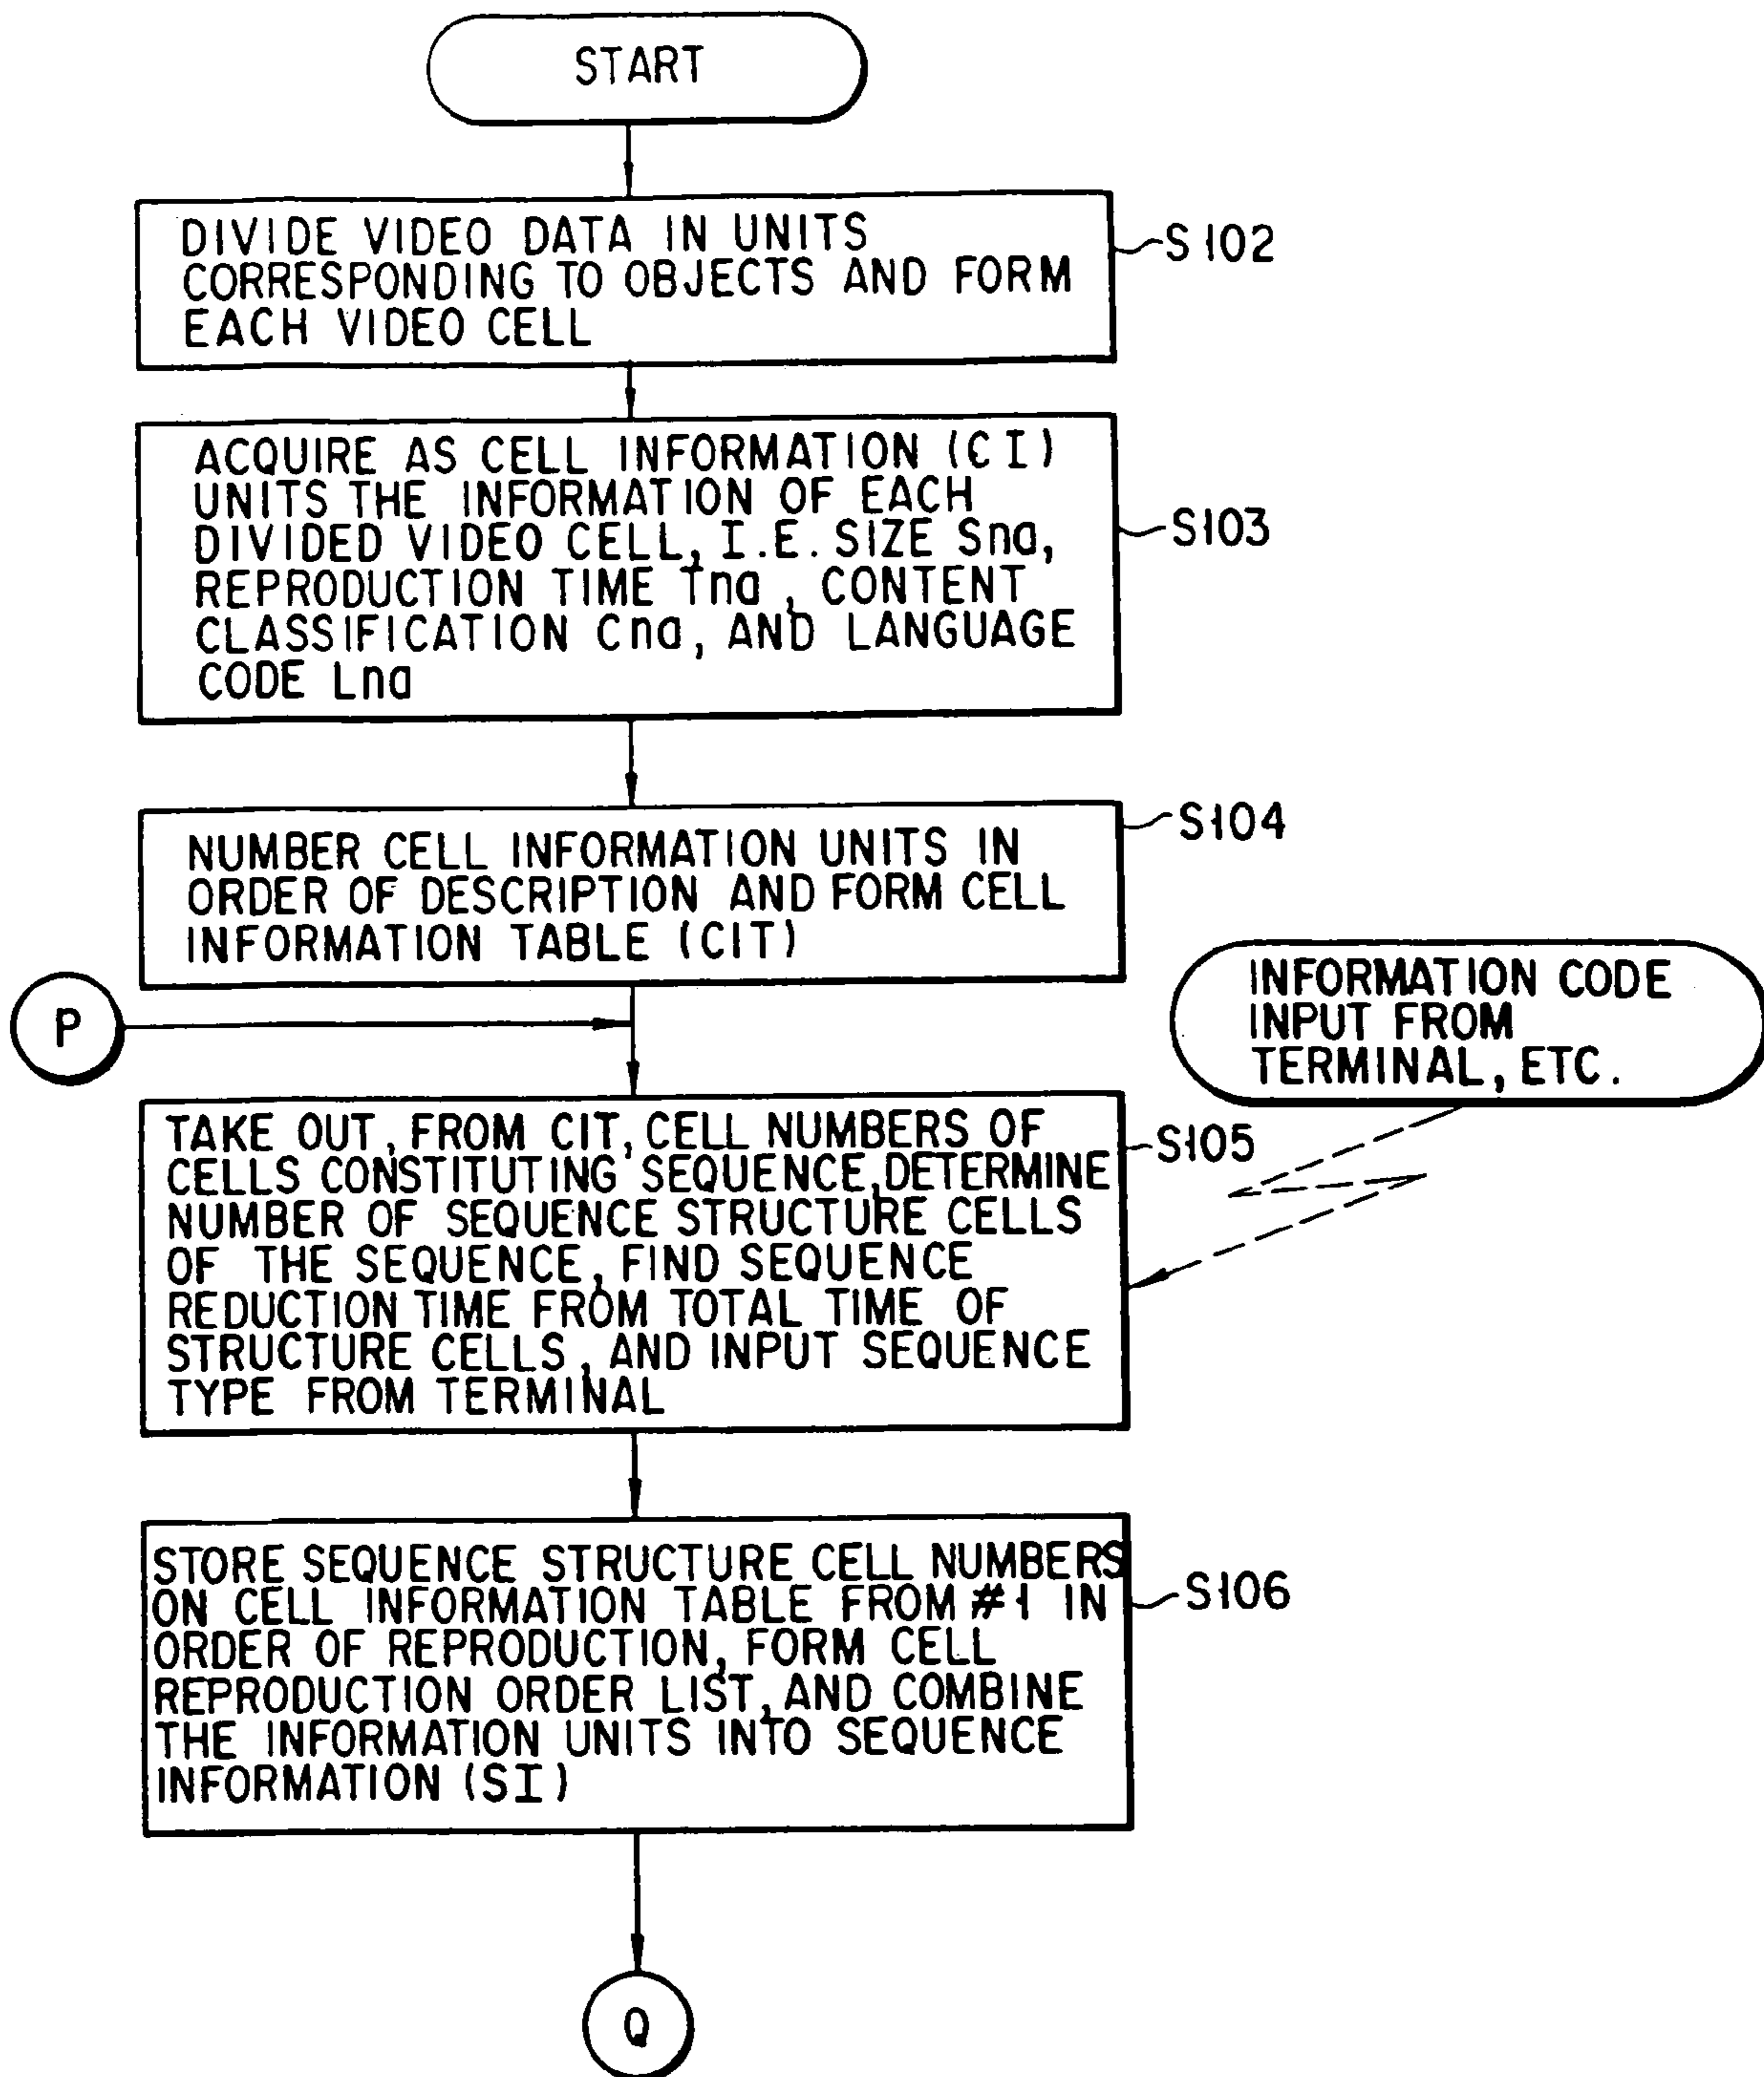 START
DIVIDE VIDEO DATA IN UNITS
CORRESPONDING TO OBJECTS AND FORM
EACH VIDEO CELL
S102
ACQUIRE AS CELL INFORMATION (CI)
UNITS THE INFORMATION OF EACH
DIVIDED VIDEO CELL, I.E. SIZE Sna,
REPRODUCTION TIME Tna, CONTENT
CLASSIFICATION Cna, AND LANGUAGE
CODE Lna
S103
NUMBER CELL INFORMATION UNITS IN
ORDER OF DESCRIPTION AND FORM CELL
INFORMATION TABLE (CIT)
S104
P
INFORMATION CODE
INPUT FROM
TERMINAL, ETC.
TAKE OUT, FROM CIT, CELL NUMBERS OF
CELLS CONSTITUTING SEQUENCE, DETERMINE
NUMBER OF SEQUENCE STRUCTURE CELLS
OF THE SEQUENCE, FIND SEQUENCE
REDUCTION TIME FROM TOTAL TIME OF
STRUCTURE CELLS, AND INPUT SEQUENCE
TYPE FROM TERMINAL
S105
STORE SEQUENCE STRUCTURE CELL NUMBERS
ON CELL INFORMATION TABLE FROM #1 IN
ORDER OF REPRODUCTION, FORM CELL
REPRODUCTION ORDER LIST, AND COMBINE
THE INFORMATION UNITS INTO SEQUENCE
INFORMATION (SI)
S106
Q